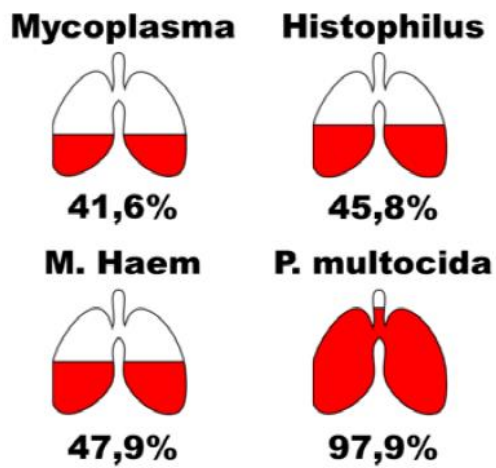 Mycoplasma
Histophilus
41,6%
45,8%
M. Haem
P. multocida
47,9%
97,9%